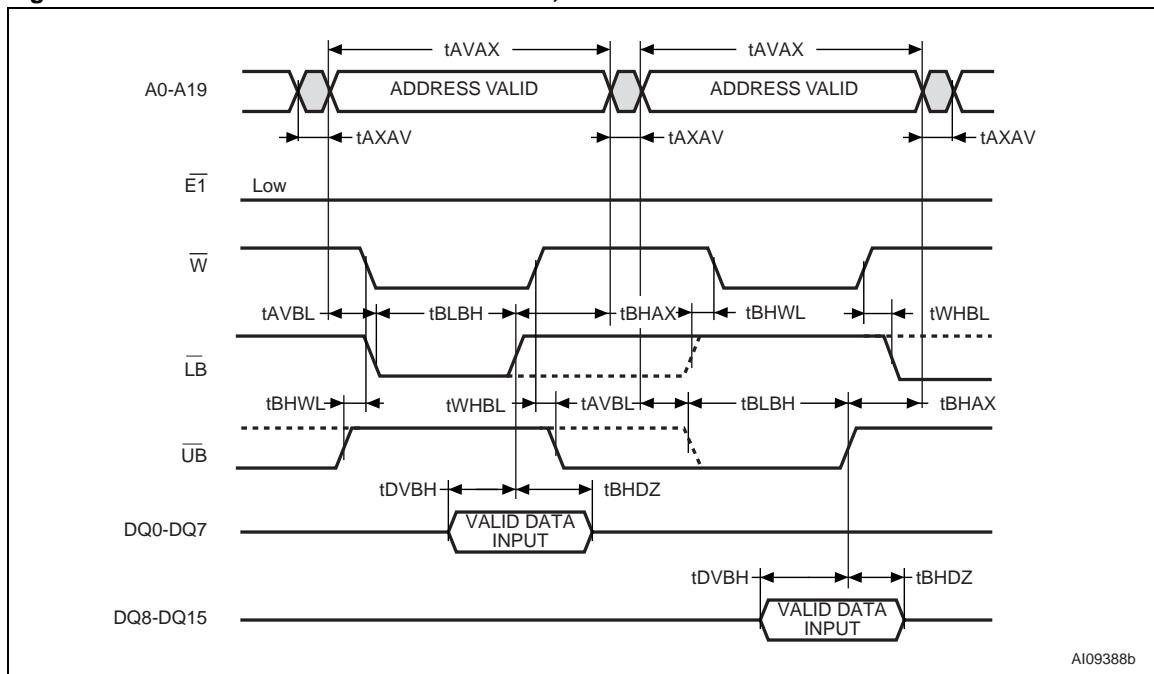 tAVAX tAVAX
A0-A19 ADDRESS VALID ADDRESS VALID
tAXAV tAXAV tAXAV
E1 Low
W
tAVBL tBLBH tBHAX tBHWL tWHBL
LB
tBHWL tWHBL tAVBL tBLBH tBHAX
UB
tDVBH tBHDZ
DQ0-DQ7 VALID DATA
INPUT
tDVBH tBHDZ
DQ8-DQ15 VALID DATA
INPUT
AI09388b